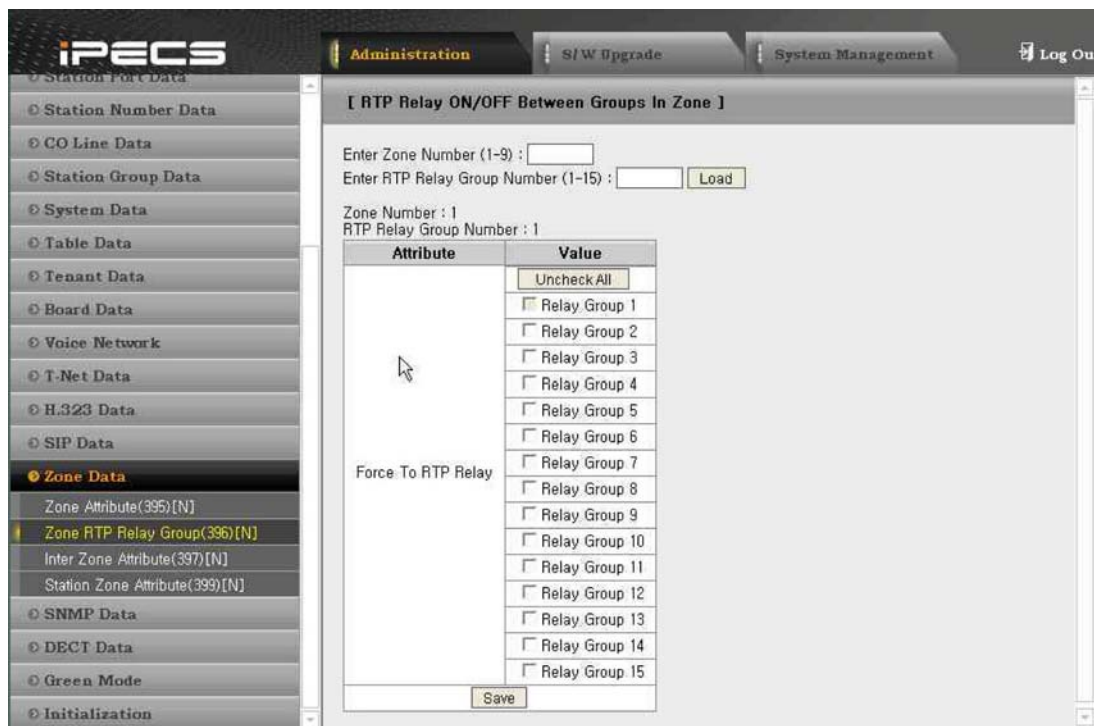 iPECS
Administration
S/W Upgrade
System Management
Log Ou
Station Port Data
Station Number Data
CO Line Data
Station Group Data
System Data
Table Data
Tenant Data
Board Data
Voice Network
T-Net Data
H.323 Data
SIP Data
Zone Data
Zone Attribute(395)[N]
Zone RTP Relay Group(396)[N]
Inter Zone Attribute(397)[N]
Station Zone Attribute(399)[N]
SNMP Data
DECT Data
Green Mode
Initialization
[ RTP Relay ON/OFF Between Groups In Zone ]
Enter Zone Number (1-9) :
Enter RTP Relay Group Number (1-15) : Load
Zone Number : 1
RTP Relay Group Number : 1
Attribute Value
Uncheck All
Relay Group 1
Relay Group 2
Relay Group 3
Relay Group 4
Relay Group 5
Relay Group 6
Force To RTP Relay Relay Group 7
Relay Group 8
Relay Group 9
Relay Group 10
Relay Group 11
Relay Group 12
Relay Group 13
Relay Group 14
Relay Group 15
Save